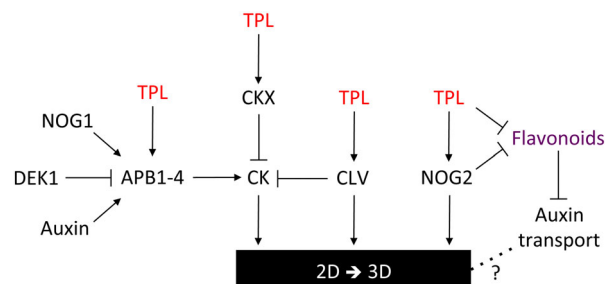 TPL
TPL
CKX
TPL
TPL
NOG1
Flavonoids
DEK1
APB1-4
CK
CLV
NOG2
Auxin
Auxin
transport
2D → 3D
?